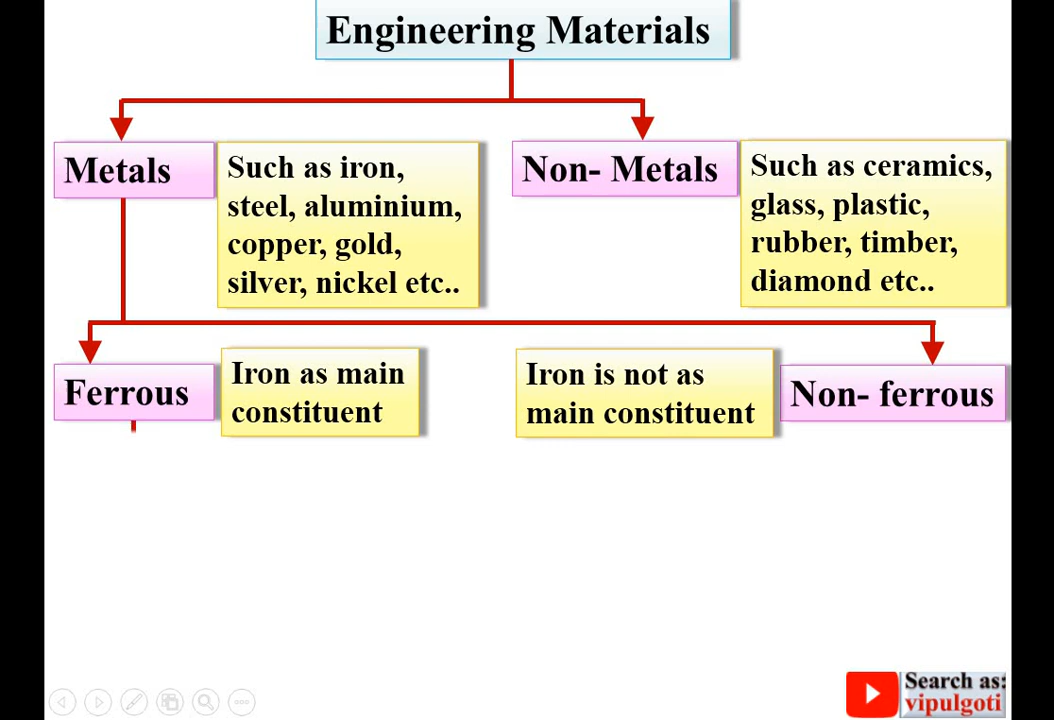 Engineering Materials
Metals
Such as iron,
steel, aluminium,
copper, gold,
silver, nickel etc..
Non- Metals
Such as ceramics,
glass, plastic,
rubber, timber,
diamond etc..
Ferrous
Iron as main
constituent
Iron is not as
main constituent
Non- ferrous
Search as:
vipulgoti